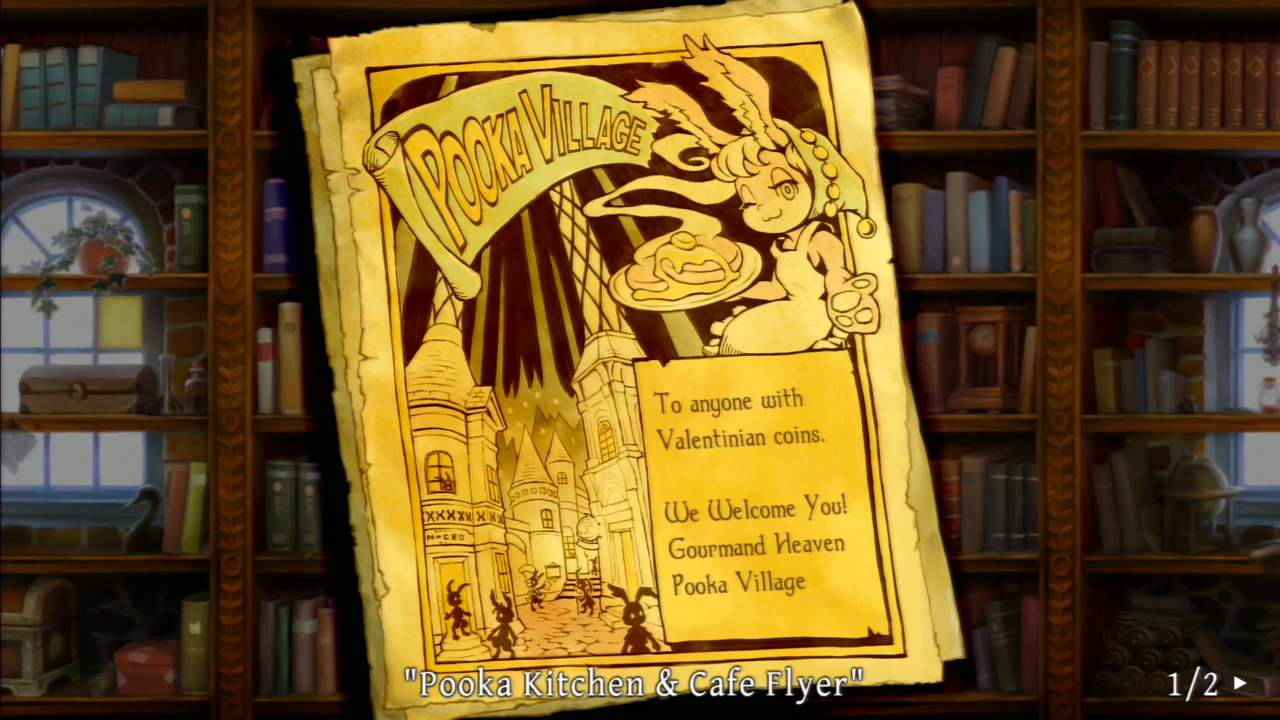 POOKA VILLAGE
To anyone with
Valentinian coins.
We Welcome You!
Gourmand Heaven
Pooka Village
"Pooka Kitchen & Cafe Flyer"
1/2